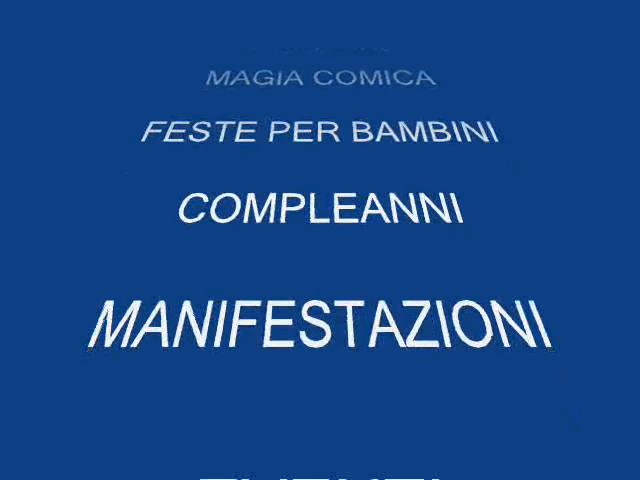 MAGIA COMICA
FESTE PER BAMBINI
COMPLEANNI
MANIFESTAZIONI